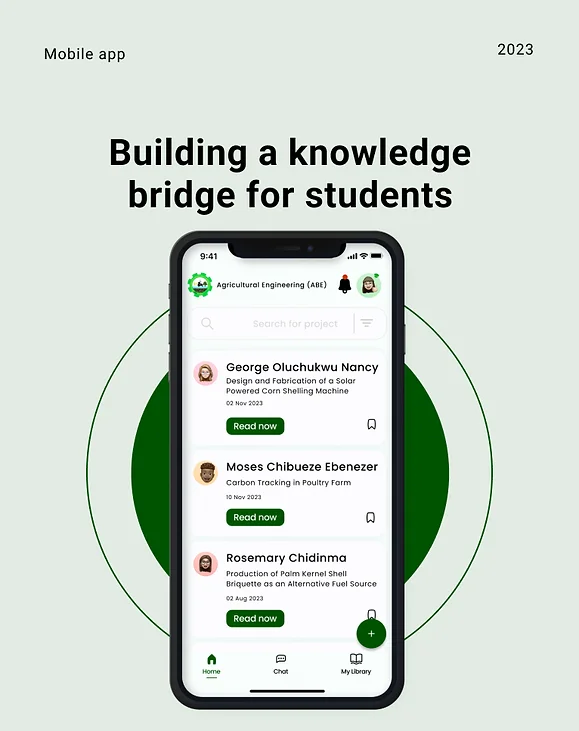 Mobile app
2023
Building a knowledge
bridge for students
9:41
Agricultural Engineering (ABE)
Search for project
George Oluchukwu Nancy
Design and Fabrication of a Solar
Powered Corn Shelling Machine
02 Nov 2023
Read now
Moses Chibueze Ebenezer
Carbon Tracking in Poultry Farm
10 Nov 2023
Read now
Rosemary Chidinma
Production of Palm Kernel Shell
Briquette as an Alternative Fuel Source
02 Aug 2023
Read now
+
Home
Chat
My Library